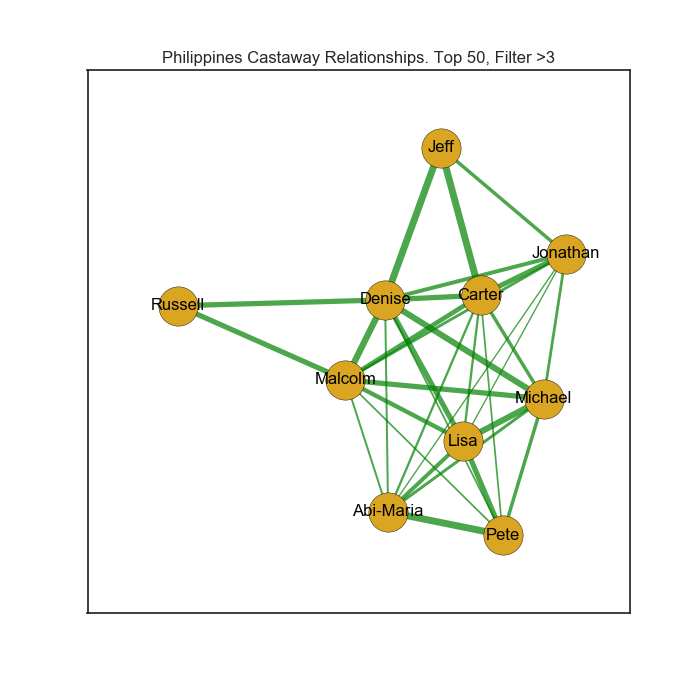 Philippines Castaway Relationships. Top 50, Filter >3
Jeff
Jonathan
Russell
Denise
Carter
Malcolm
Michael
Lisa
Abi-Maria
Pete